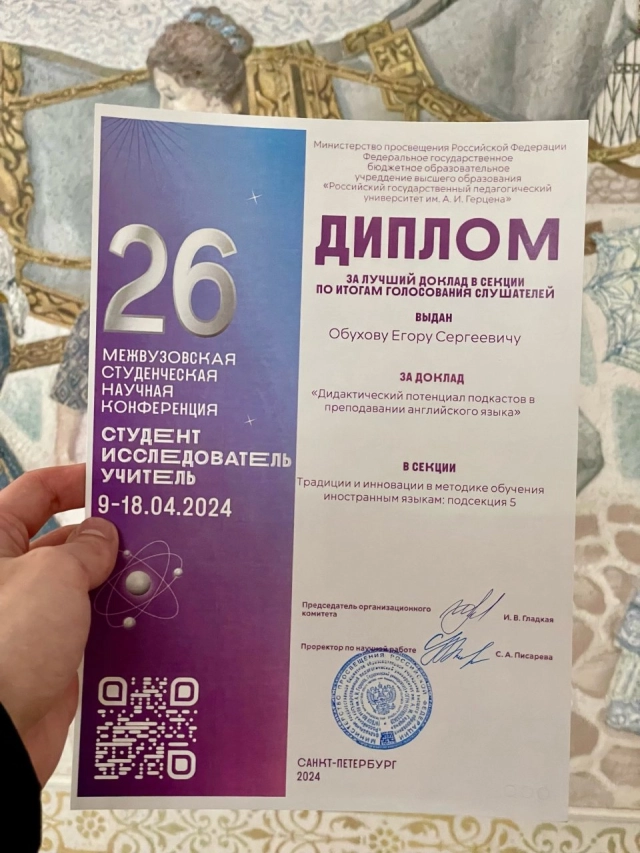 26
МЕЖВУЗОВСКАЯ
СТУДЕНЧЕСКАЯ
НАУЧНАЯ
КОНФЕРЕНЦИЯ
СТУДЕНТ
ИССЛЕДОВАТЕЛЬ
УЧИТЕЛЬ
9-18.04.2024
Министерство просвещения Российской Федерации
Федеральное государственное
бюджетное образовательное
учреддение высшего образования
«Российский государственный педагогический
университет им. А. И. Герцена»
ДИПЛОМ
ЗА ЛУЧШИЙ ДОКЛАД В СЕКЦИИ
ПО ИТОГАМ ГОЛОСОВАНИЯ СЛУШАТЕЛЕЙ
ВЫДАН
Обухову Егору Сергеевичу
ЗА ДОКЛАД
«Дидактический потенциал подкастов в
преподавании английского языка»
В СЕКЦИИ
Традиции и инновации в методике обучения
иностранным языкам: подсекция 5
Председатель организационного
комитета
И. В. Гладкая
Проректор по научной работе
С. А. Писарева
САНКТ-ПЕТЕРБУРГ
2024